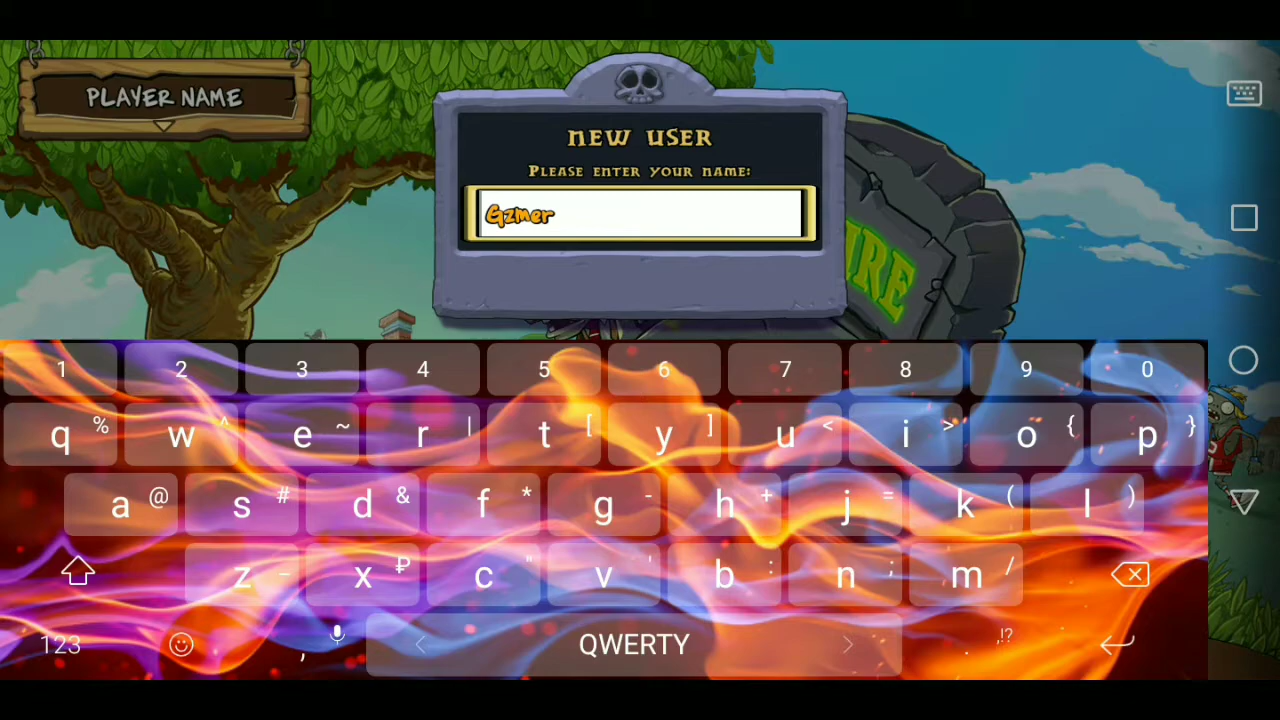 PLAYER NAME
NEW USER
PLEASE ENTER YOUR NAME:
Gzmer
URE
1 2 3 4 5 6 7 8 9 0
q % w ^ e ~ r | t [ y ] u < i > o { p }
a @ s # d & f * g - h + j = k ( l )
z _ x ₽ c " v ' b : n ; m /
123 , < QWERTY > . ,!?